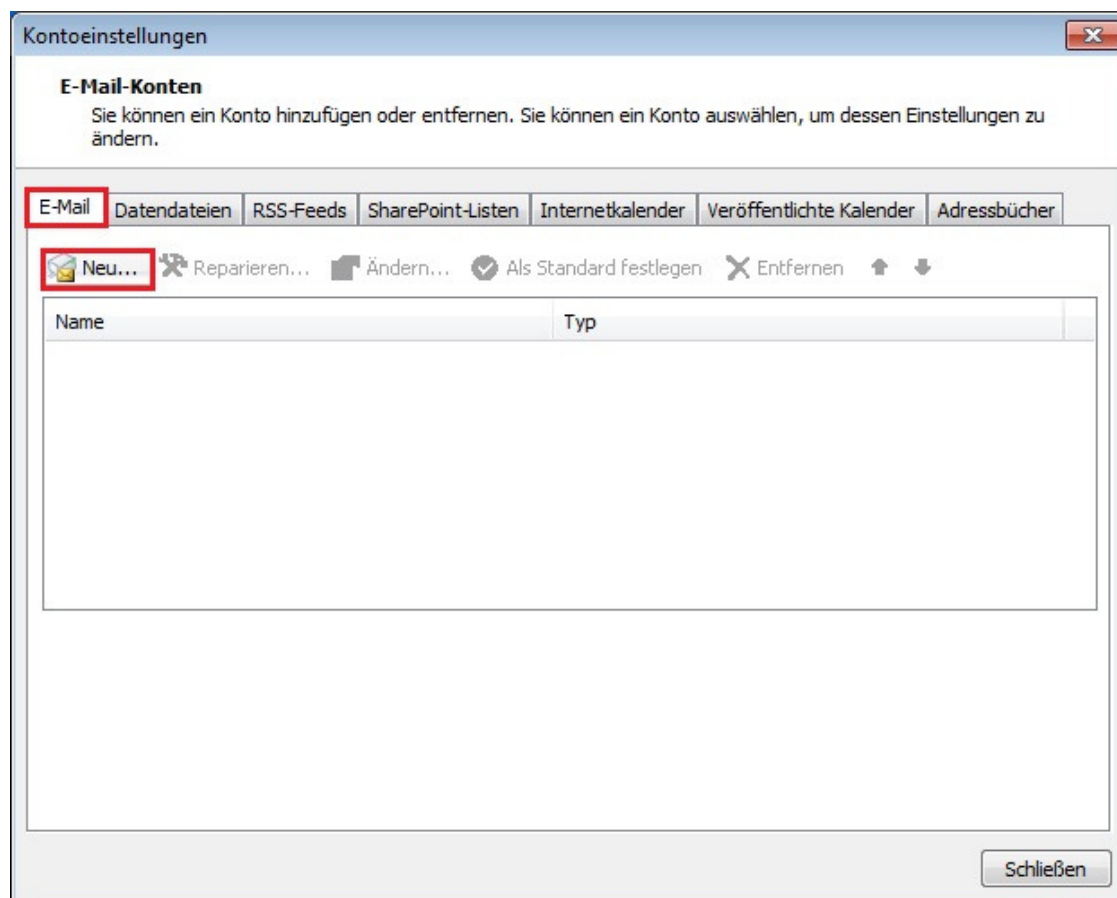 Kontoeinstellungen
E-Mail-Konten
Sie können ein Konto hinzufügen oder entfernen. Sie können ein Konto auswählen, um dessen Einstellungen zu
ändern.
E-Mail Datendateien RSS-Feeds SharePoint-Listen Internetkalender Veröffentlichte Kalender Adressbücher
Neu... Reparieren... Ändern... Als Standard festlegen Entfernen
Name Typ
Schließen